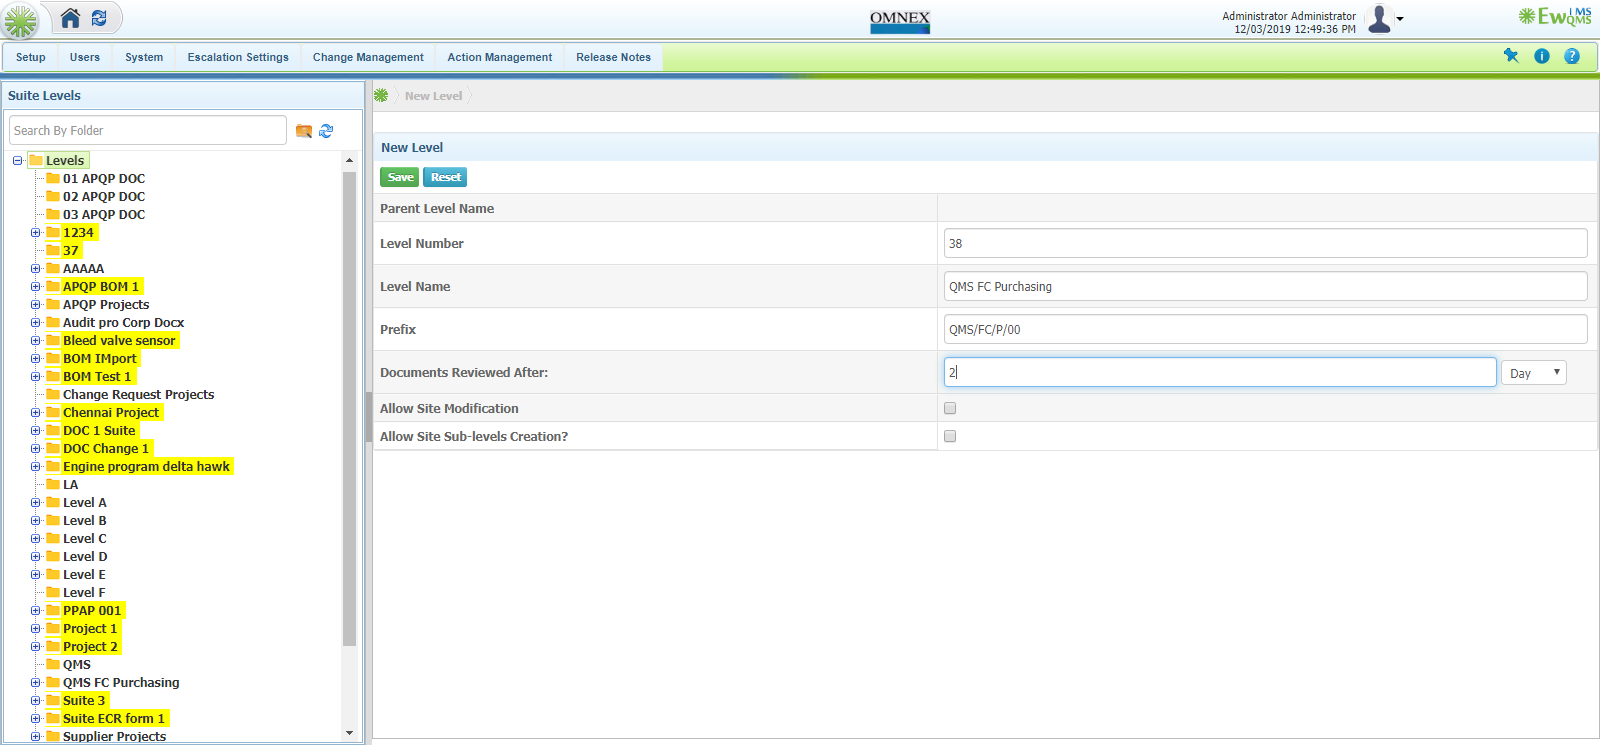 OMNEX
Administrator Administrator
12/03/2019 12:49:36 PM
EwIMS
QMS
Setup
Users
System
Escalation Settings
Change Management
Action Management
Release Notes
Suite Levels
Search By Folder
Levels
01 APQP DOC
02 APQP DOC
03 APQP DOC
1234
37
AAAAA
APQP BOM 1
APQP Projects
Audit pro Corp Docx
Bleed valve sensor
BOM IMport
BOM Test 1
Change Request Projects
Chennai Project
DOC 1 Suite
DOC Change 1
Engine program delta hawk
LA
Level A
Level B
Level C
Level D
Level E
Level F
PPAP 001
Project 1
Project 2
QMS
QMS FC Purchasing
Suite 3
Suite ECR form 1
Supplier Projects
New Level
New Level
Save
Reset
Parent Level Name
Level Number
38
Level Name
QMS FC Purchasing
Prefix
QMS/FC/P/00
Documents Reviewed After:
2
Day
Allow Site Modification
Allow Site Sub-levels Creation?